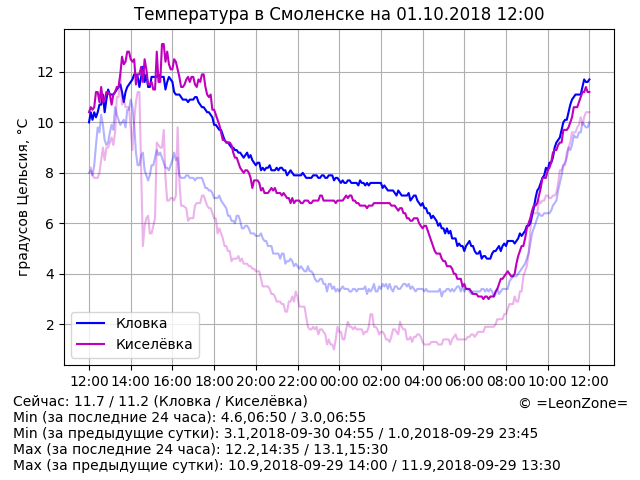 Температура в Смоленске на 01.10.2018 12:00
градусов Цельсия, °C
12
10
8
6
4
2
Кловка
Киселёвка
12:00 14:00 16:00 18:00 20:00 22:00 00:00 02:00 04:00 06:00 08:00 10:00 12:00
Сейчас: 11.7 / 11.2 (Кловка / Киселёвка)
© =LeonZone=
Min (за последние 24 часа): 4.6,06:50 / 3.0,06:55
Min (за предыдущие сутки): 3.1,2018-09-30 04:55 / 1.0,2018-09-29 23:45
Max (за последние 24 часа): 12.2,14:35 / 13.1,15:30
Max (за предыдущие сутки): 10.9,2018-09-29 14:00 / 11.9,2018-09-29 13:30